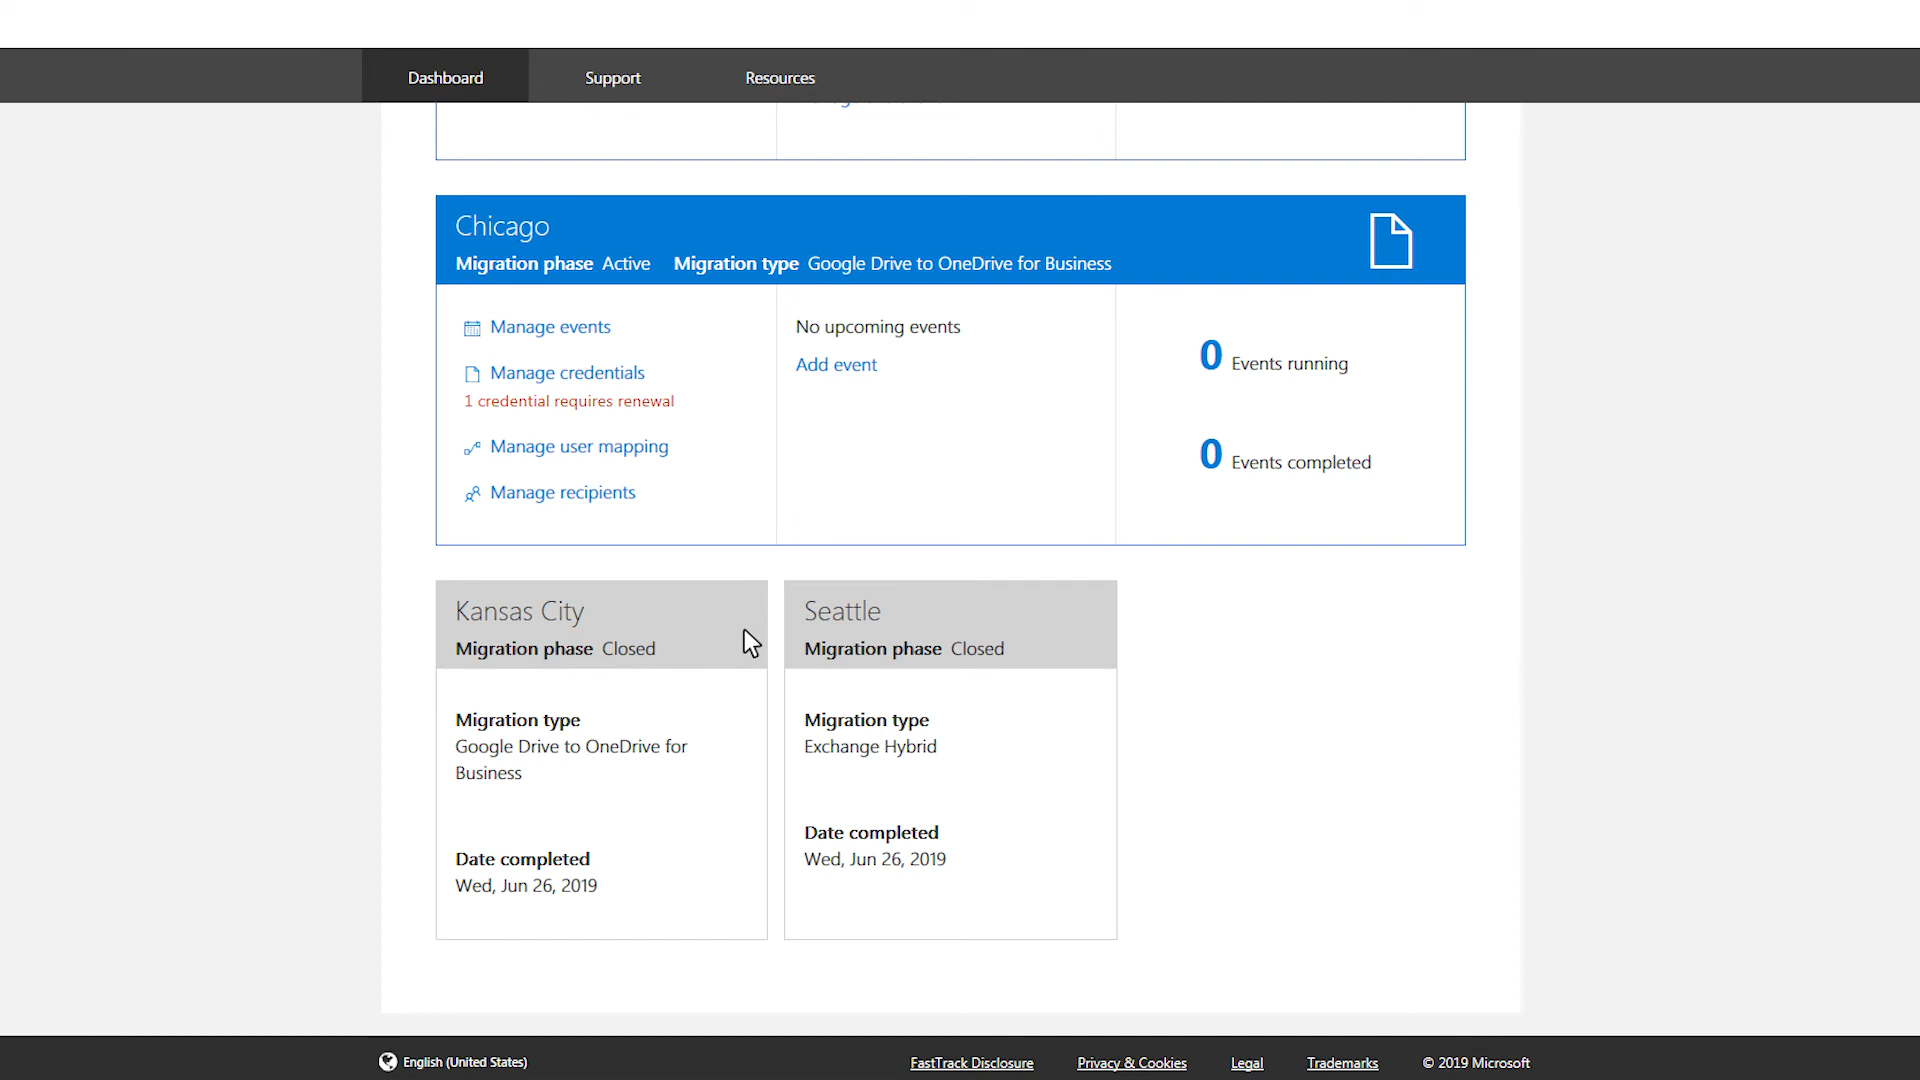 Dashboard
Support
Resources
Chicago
Migration phase Active Migration type Google Drive to OneDrive for Business
Manage events
Manage credentials
1 credential requires renewal
Manage user mapping
Manage recipients
No upcoming events
Add event
0 Events running
0 Events completed
Kansas City
Migration phase Closed
Migration type
Google Drive to OneDrive for
Business
Date completed
Wed, Jun 26, 2019
Seattle
Migration phase Closed
Migration type
Exchange Hybrid
Date completed
Wed, Jun 26, 2019
English (United States)
FastTrack Disclosure
Privacy & Cookies
Legal
Trademarks
© 2019 Microsoft